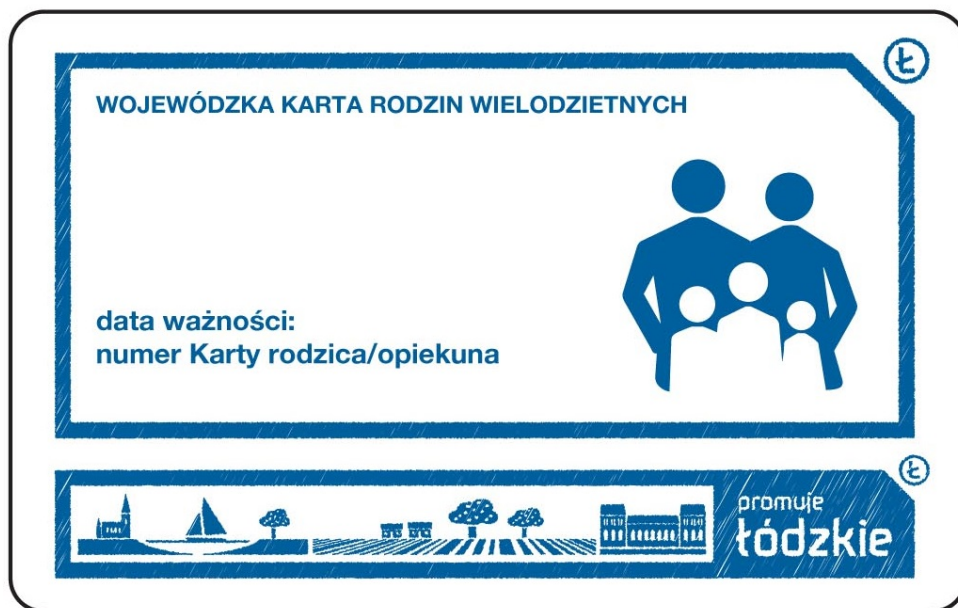 Ł
WOJEWÓDZKA KARTA RODZIN WIELODZIETNYCH
data ważności:
numer Karty rodzica/opiekuna
Ł
promuje
łódzkie